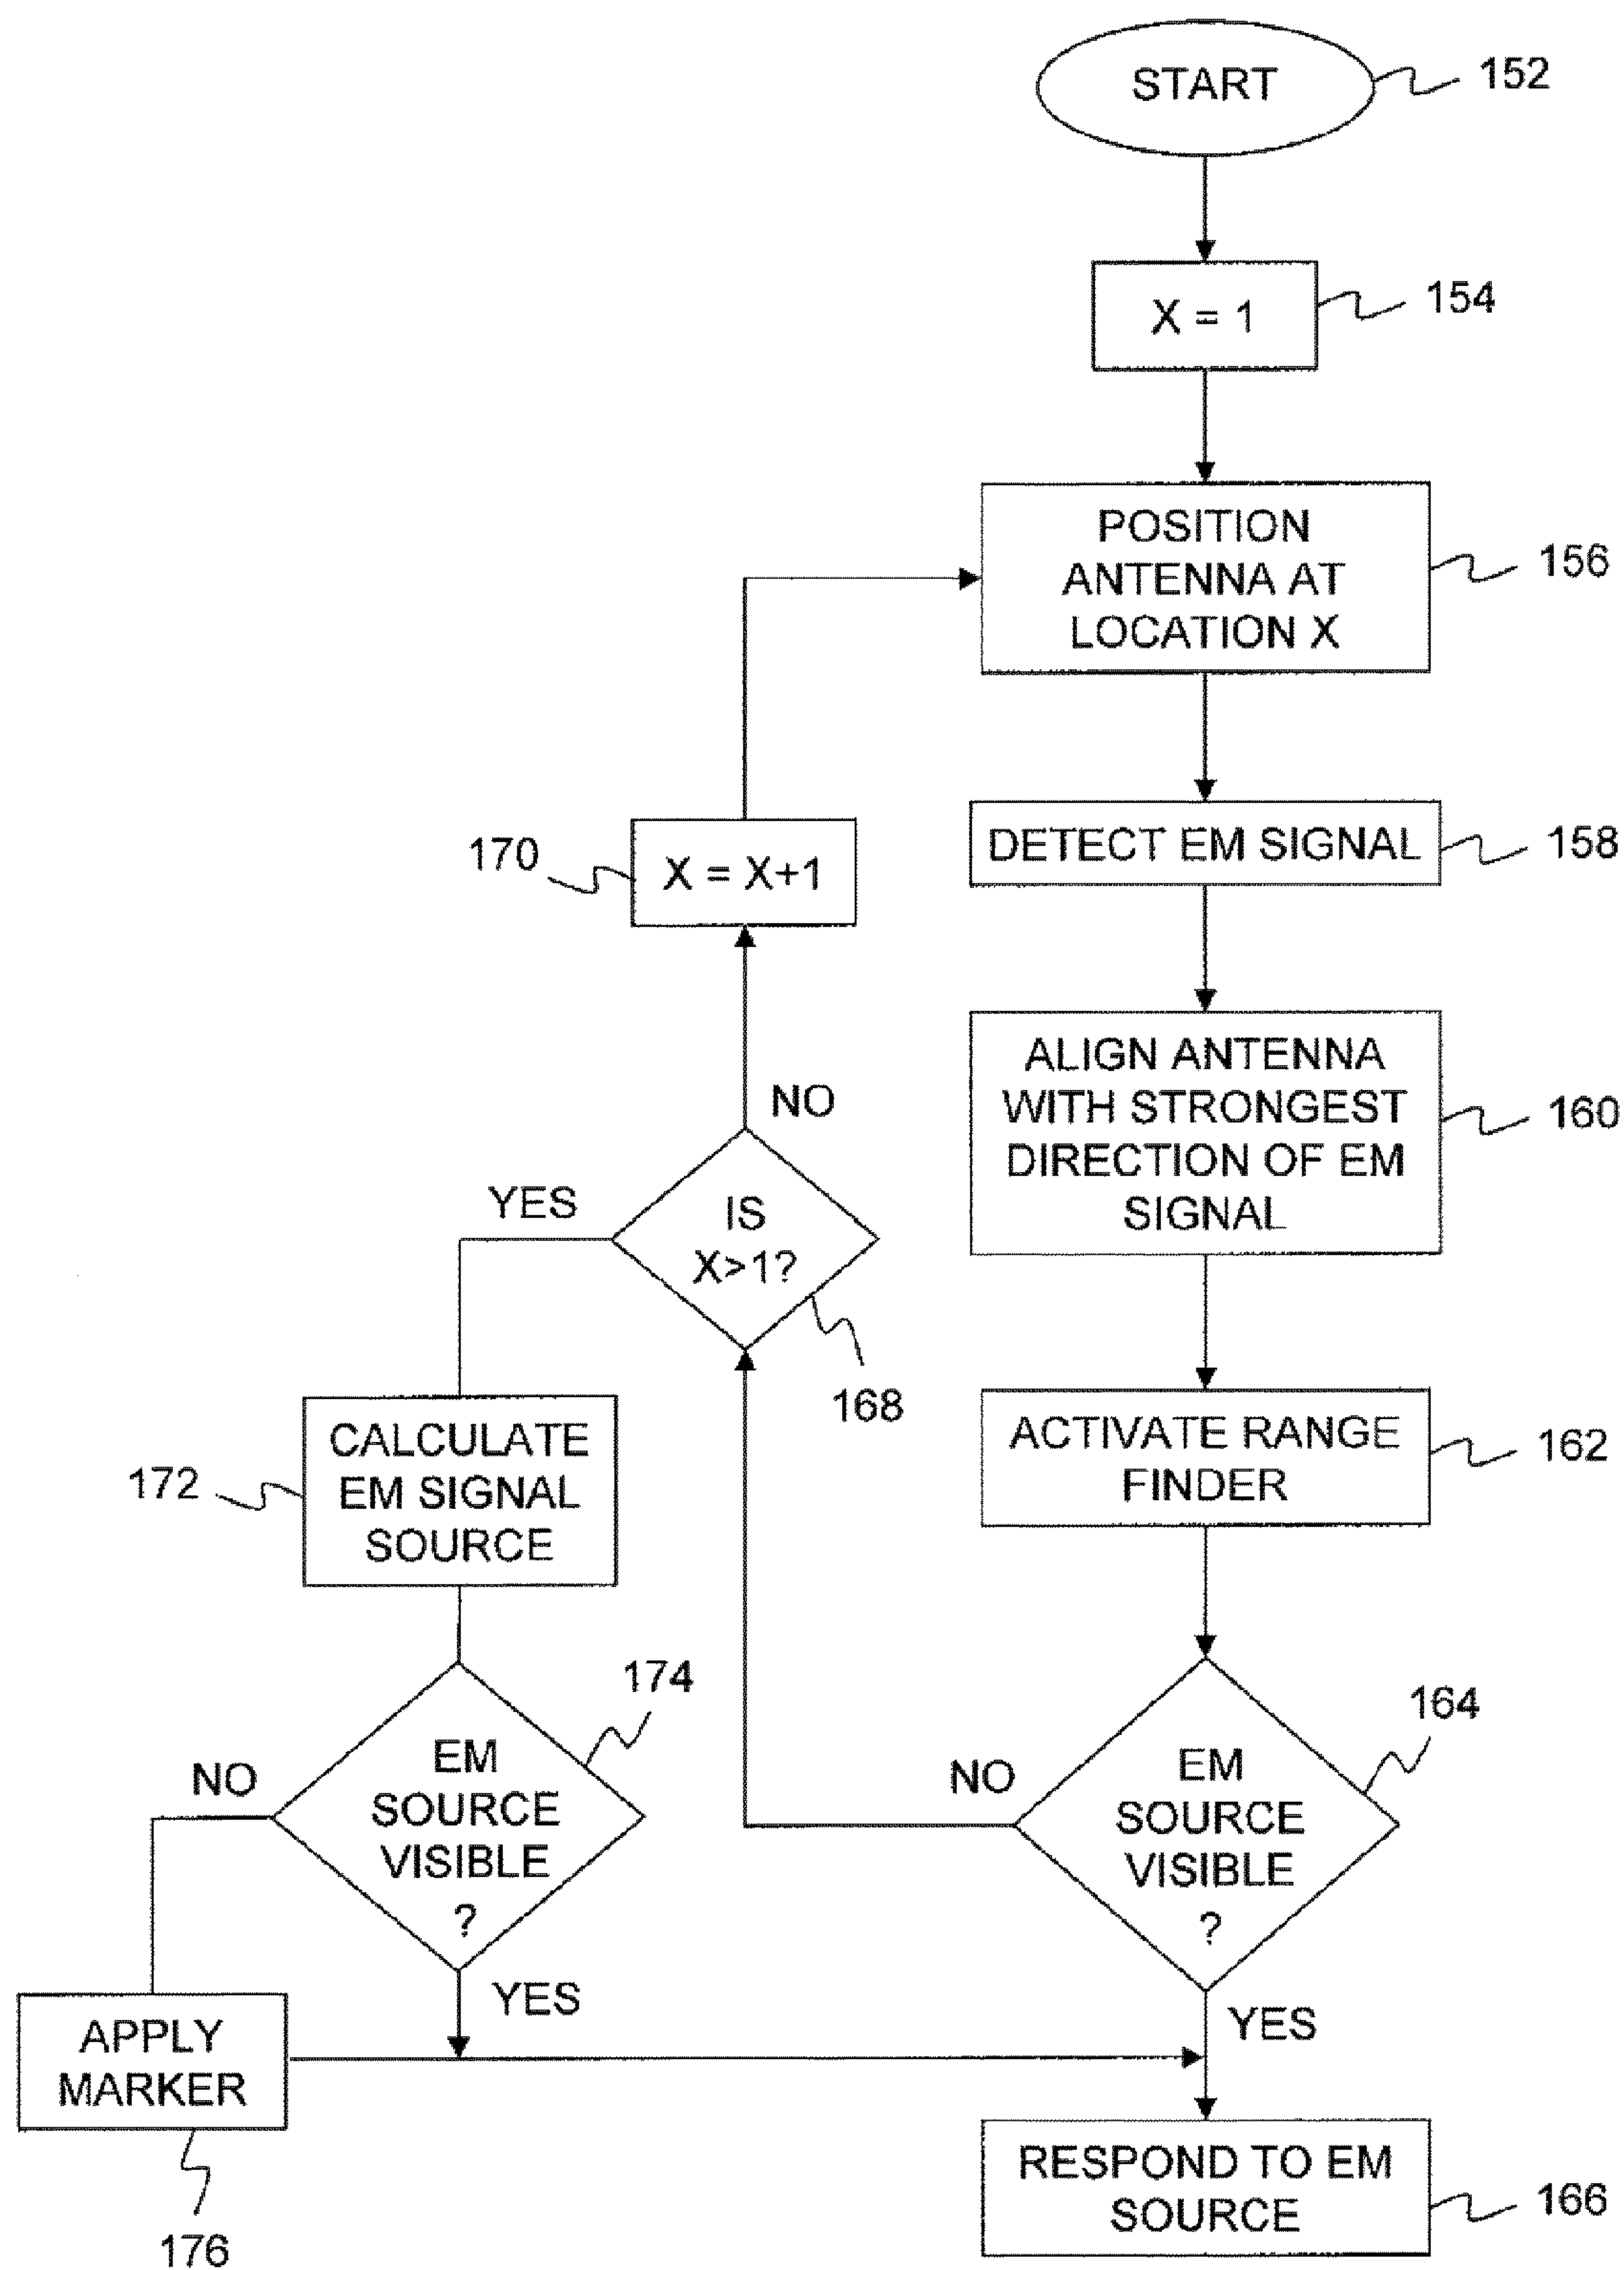 START
152
X = 1
154
POSITION
ANTENNA AT
LOCATION X
156
DETECT EM SIGNAL
158
170
X = X+1
ALIGN ANTENNA
WITH STRONGEST
DIRECTION OF EM
SIGNAL
160
NO
YES
IS
X>1?
168
ACTIVATE RANGE
FINDER
162
CALCULATE
EM SIGNAL
SOURCE
172
174
EM
SOURCE
VISIBLE
?
NO
YES
164
EM
SOURCE
VISIBLE
?
NO
YES
APPLY
MARKER
176
RESPOND TO EM
SOURCE
166